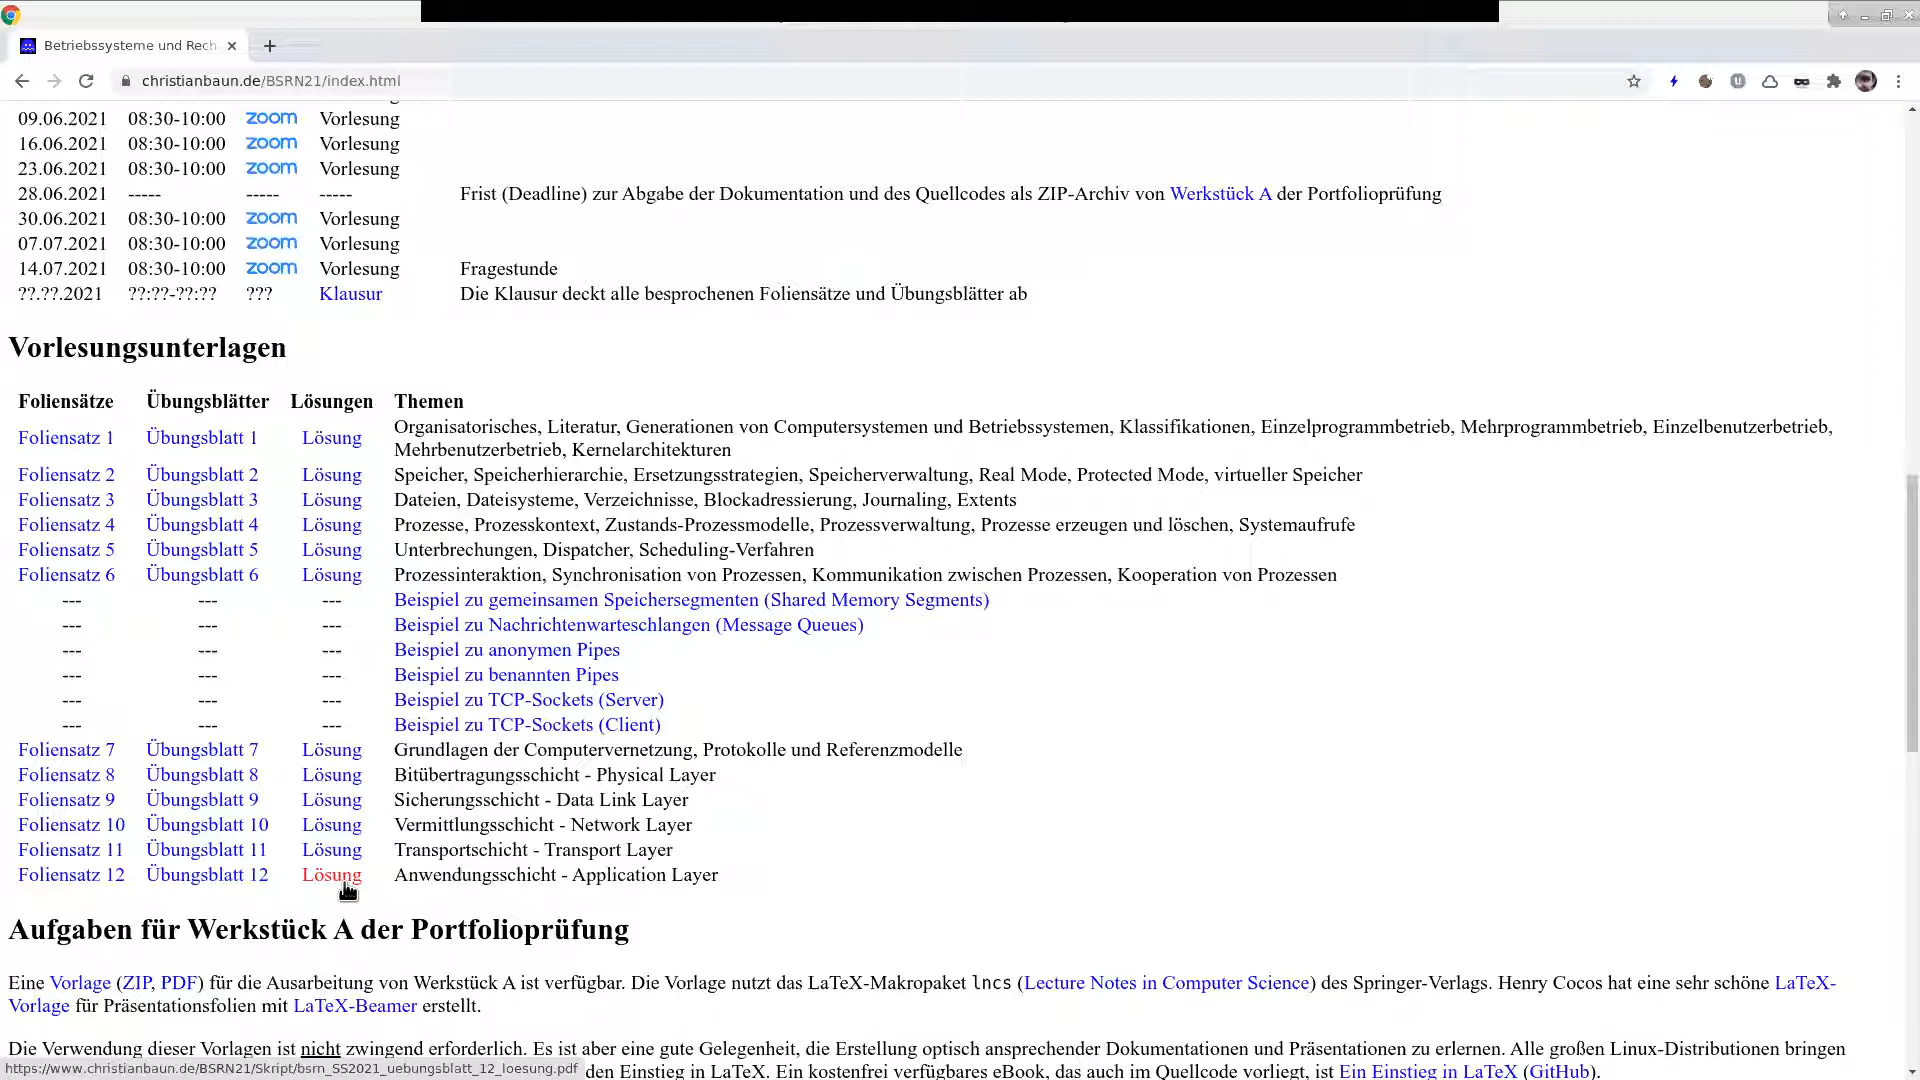 Betriebssysteme und Rech
christianbaun.de/BSRN21/index.html
09.06.2021 08:30-10:00 zoom Vorlesung
16.06.2021 08:30-10:00 zoom Vorlesung
23.06.2021 08:30-10:00 zoom Vorlesung
28.06.2021 ----- ----- ----- Frist (Deadline) zur Abgabe der Dokumentation und des Quellcodes als ZIP-Archiv von Werkstück A der Portfolioprüfung
30.06.2021 08:30-10:00 zoom Vorlesung
07.07.2021 08:30-10:00 zoom Vorlesung
14.07.2021 08:30-10:00 zoom Vorlesung Fragestunde
??.??.2021 ??:??-??:?? ??? Klausur Die Klausur deckt alle besprochenen Foliensätze und Übungsblätter ab
Vorlesungsunterlagen
Foliensätze Übungsblätter Lösungen Themen
Foliensatz 1 Übungsblatt 1 Lösung Organisatorisches, Literatur, Generationen von Computersystemen und Betriebssystemen, Klassifikationen, Einzelprogrammbetrieb, Mehrprogrammbetrieb, Einzelbenutzerbetrieb,
Mehrbenutzerbetrieb, Kernelarchitekturen
Foliensatz 2 Übungsblatt 2 Lösung Speicher, Speicherhierarchie, Ersetzungsstrategien, Speicherverwaltung, Real Mode, Protected Mode, virtueller Speicher
Foliensatz 3 Übungsblatt 3 Lösung Dateien, Dateisysteme, Verzeichnisse, Blockadressierung, Journaling, Extents
Foliensatz 4 Übungsblatt 4 Lösung Prozesse, Prozesskontext, Zustands-Prozessmodelle, Prozessverwaltung, Prozesse erzeugen und löschen, Systemaufrufe
Foliensatz 5 Übungsblatt 5 Lösung Unterbrechungen, Dispatcher, Scheduling-Verfahren
Foliensatz 6 Übungsblatt 6 Lösung Prozessinteraktion, Synchronisation von Prozessen, Kommunikation zwischen Prozessen, Kooperation von Prozessen
--- --- --- Beispiel zu gemeinsamen Speichersegmenten (Shared Memory Segments)
--- --- --- Beispiel zu Nachrichtenwarteschlangen (Message Queues)
--- --- --- Beispiel zu anonymen Pipes
--- --- --- Beispiel zu benannten Pipes
--- --- --- Beispiel zu TCP-Sockets (Server)
--- --- --- Beispiel zu TCP-Sockets (Client)
Foliensatz 7 Übungsblatt 7 Lösung Grundlagen der Computervernetzung, Protokolle und Referenzmodelle
Foliensatz 8 Übungsblatt 8 Lösung Bitübertragungsschicht - Physical Layer
Foliensatz 9 Übungsblatt 9 Lösung Sicherungsschicht - Data Link Layer
Foliensatz 10 Übungsblatt 10 Lösung Vermittlungsschicht - Network Layer
Foliensatz 11 Übungsblatt 11 Lösung Transportschicht - Transport Layer
Foliensatz 12 Übungsblatt 12 Lösung Anwendungsschicht - Application Layer
Aufgaben für Werkstück A der Portfolioprüfung
Eine Vorlage (ZIP, PDF) für die Ausarbeitung von Werkstück A ist verfügbar. Die Vorlage nutzt das LaTeX-Makropaket lncs (Lecture Notes in Computer Science) des Springer-Verlags. Henry Cocos hat eine sehr schöne LaTeX-
Vorlage für Präsentationsfolien mit LaTeX-Beamer erstellt.
Die Verwendung dieser Vorlagen ist nicht zwingend erforderlich. Es ist aber eine gute Gelegenheit, die Erstellung optisch ansprechender Dokumentationen und Präsentationen zu erlernen. Alle großen Linux-Distributionen bringen
https://www.christianbaun.de/BSRN21/Skript/bsrn_SS2021_uebungsblatt_12_loesung.pdf den Einstieg in LaTeX. Ein kostenfrei verfügbares eBook, das auch im Quellcode vorliegt, ist Ein Einstieg in LaTeX (GitHub).